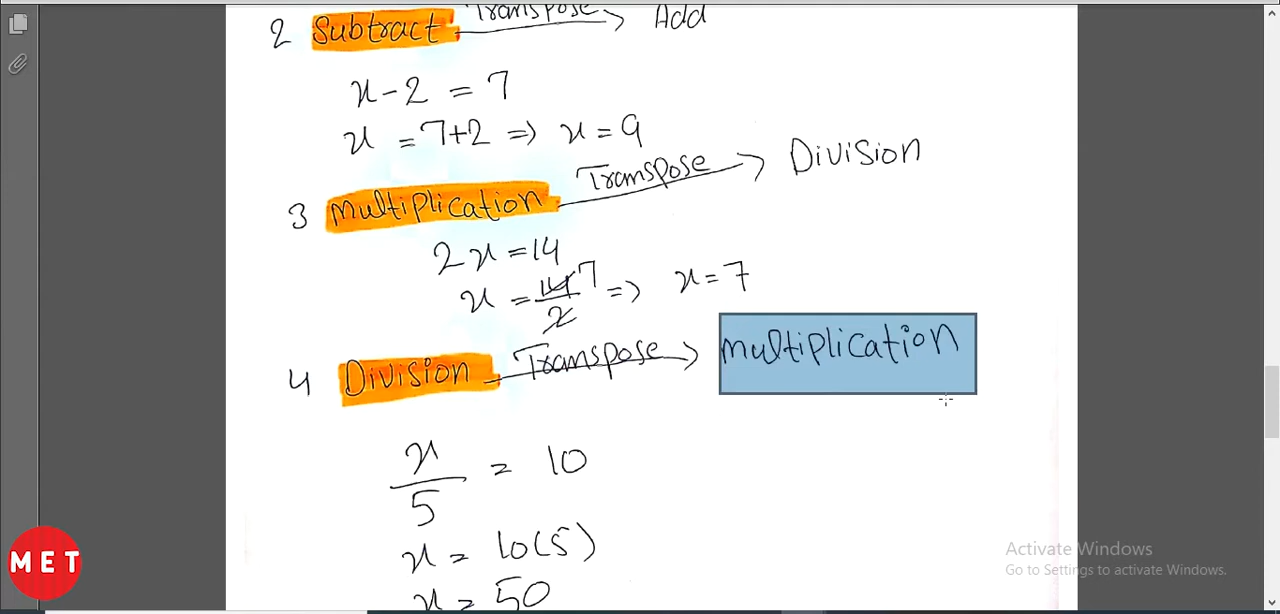 2 Subtract Transpose → Add
x - 2 = 7
x = 7+2 => x = 9
3 Multiplication Transpose → Division
2x = 14
x = 14/2 7 => x = 7
4 Division Transpose → multiplication
x/5 = 10
x = 10(5)
x = 50
MET
Activate Windows
Go to Settings to activate Windows.